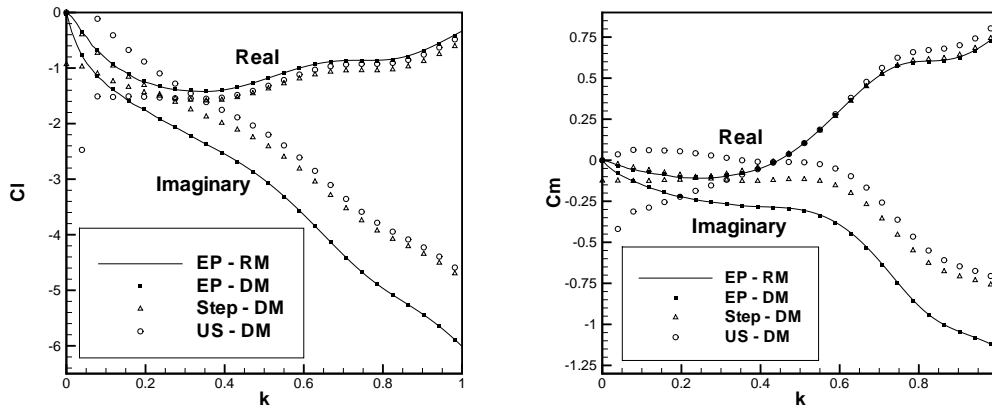 0
-1
-2
-3
-4
-5
-6
Cl
Real
Imaginary
EP - RM
EP - DM
Step - DM
US - DM
0 0.2 0.4 0.6 0.8 1
k
0.75
0.5
0.25
0
-0.25
-0.5
-0.75
-1
-1.25
Cm
Real
Imaginary
EP - RM
EP - DM
Step - DM
US - DM
0 0.2 0.4 0.6 0.8
k